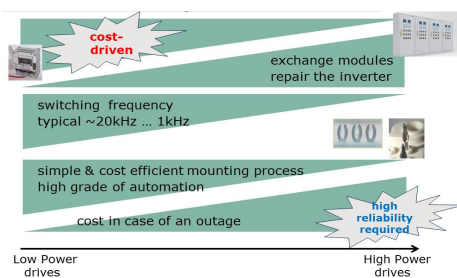 cost-
driven
exchange modules
repair the inverter
switching frequency
typical ~20kHz ... 1kHz
simple & cost efficient mounting process
high grade of automation
cost in case of an outage
high
reliability
required
Low Power
drives
High Power
drives